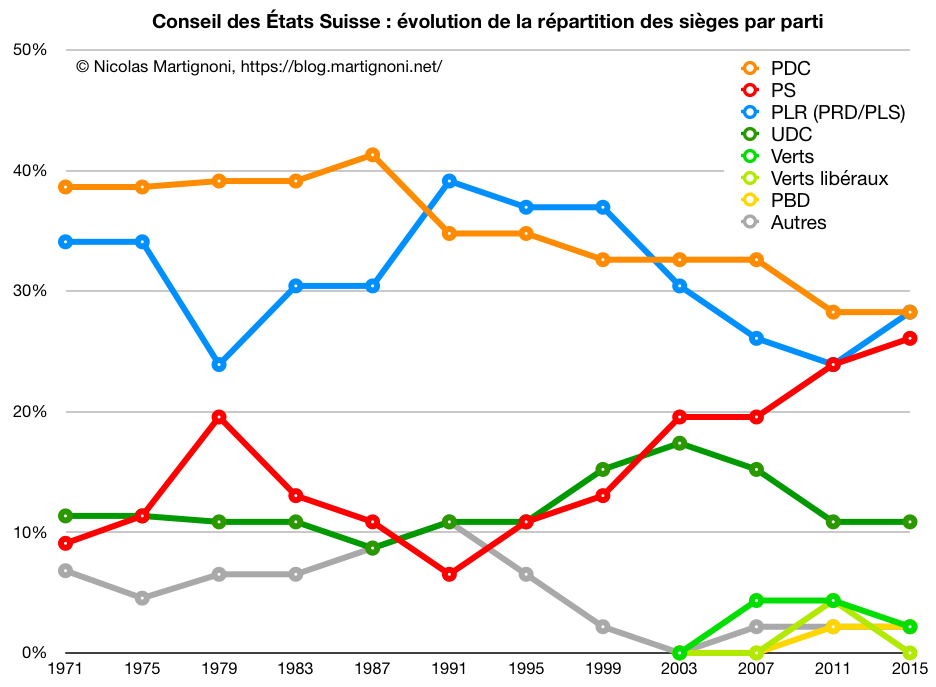 Conseil des États Suisse : évolution de la répartition des sièges par parti
50%
© Nicolas Martignoni, https://blog.martignoni.net/
PDC
PS
PLR (PRD/PLS)
UDC
Verts
Verts libéraux
PBD
Autres
40%
30%
20%
10%
0%
1971 1975 1979 1983 1987 1991 1995 1999 2003 2007 2011 2015